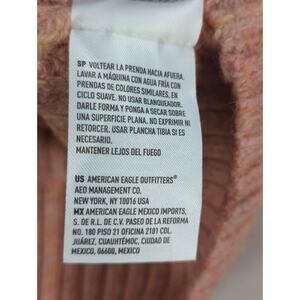 SP VOLTEAR LA PRENDA HACIA AFUERA.
LAVAR A MÁQUINA CON AGUA FRÍA CON
PRENDAS DE COLORES SIMILARES, EN
CICLO SUAVE. NO USAR BLANQUEADOR.
DARLE FORMA Y PONGA A SECAR SOBRE
UNA SUPERFICIE PLANA. NO EXPRIMIR NI
RETORCER. USAR PLANCHA TIBIA SI ES
NECESARIO.
MANTENER LEJOS DEL FUEGO
US AMERICAN EAGLE OUTFITTERS®
AEO MANAGEMENT CO.
NEW YORK, NY 10016 USA
MX AMERICAN EAGLE MEXICO IMPORTS,
S. DE R.L. DE C.V. PASEO DE LA REFORMA
NO. 180 PISO 21 OFICINA 2101 COL.
JUÁREZ, CUAUHTÉMOC, CIUDAD DE
MEXICO, 06600, MEXICO